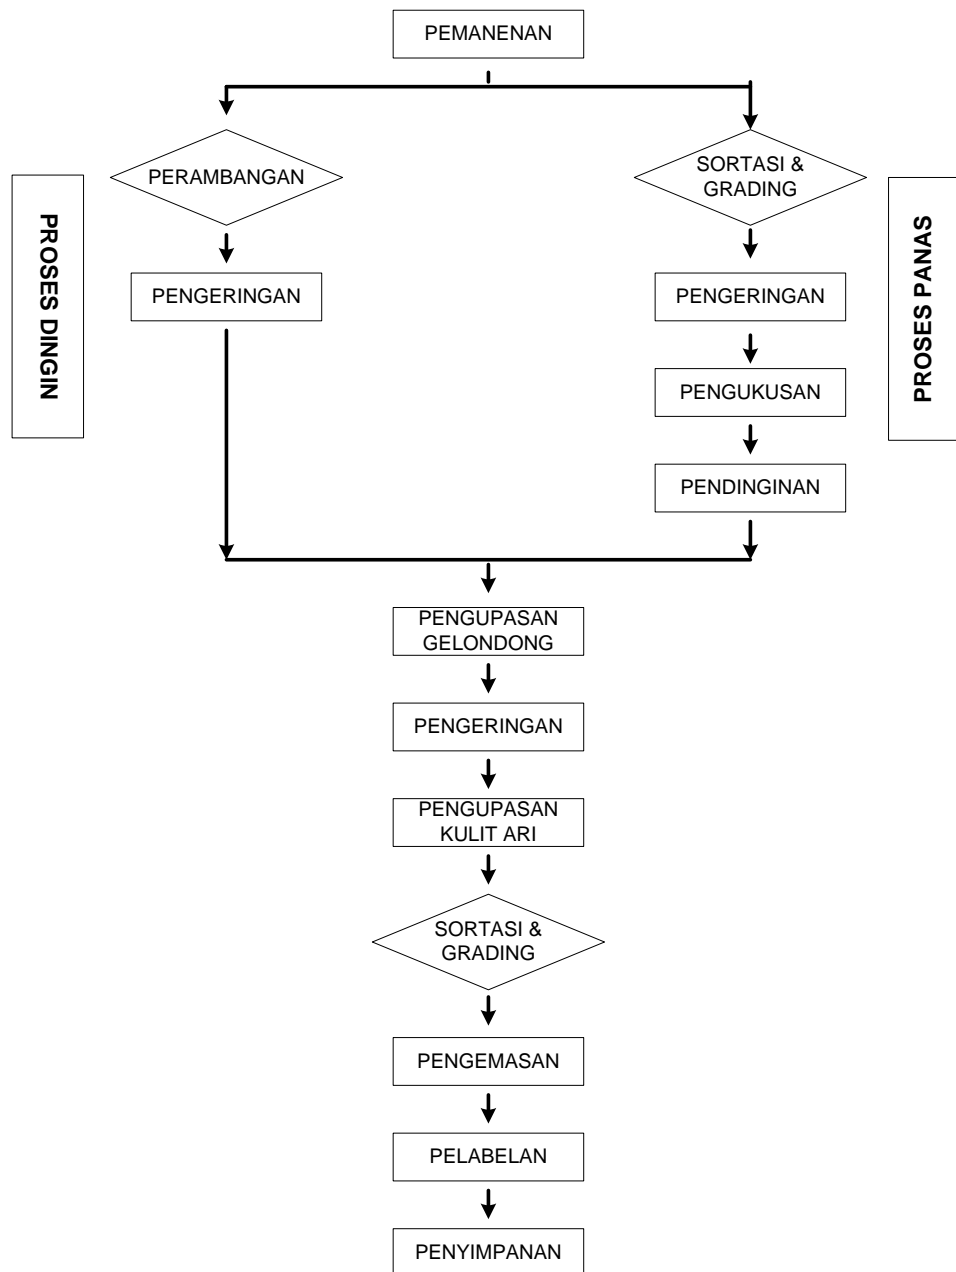 PEMANENAN
PERAMBANGAN
SORTASI &
GRADING
PROSES DINGIN
PROSES PANAS
PENGERINGAN
PENGERINGAN
PENGUKUSAN
PENDINGINAN
PENGUPASAN
GELONDONG
PENGERINGAN
PENGUPASAN
KULIT ARI
SORTASI &
GRADING
PENGEMASAN
PELABELAN
PENYIMPANAN